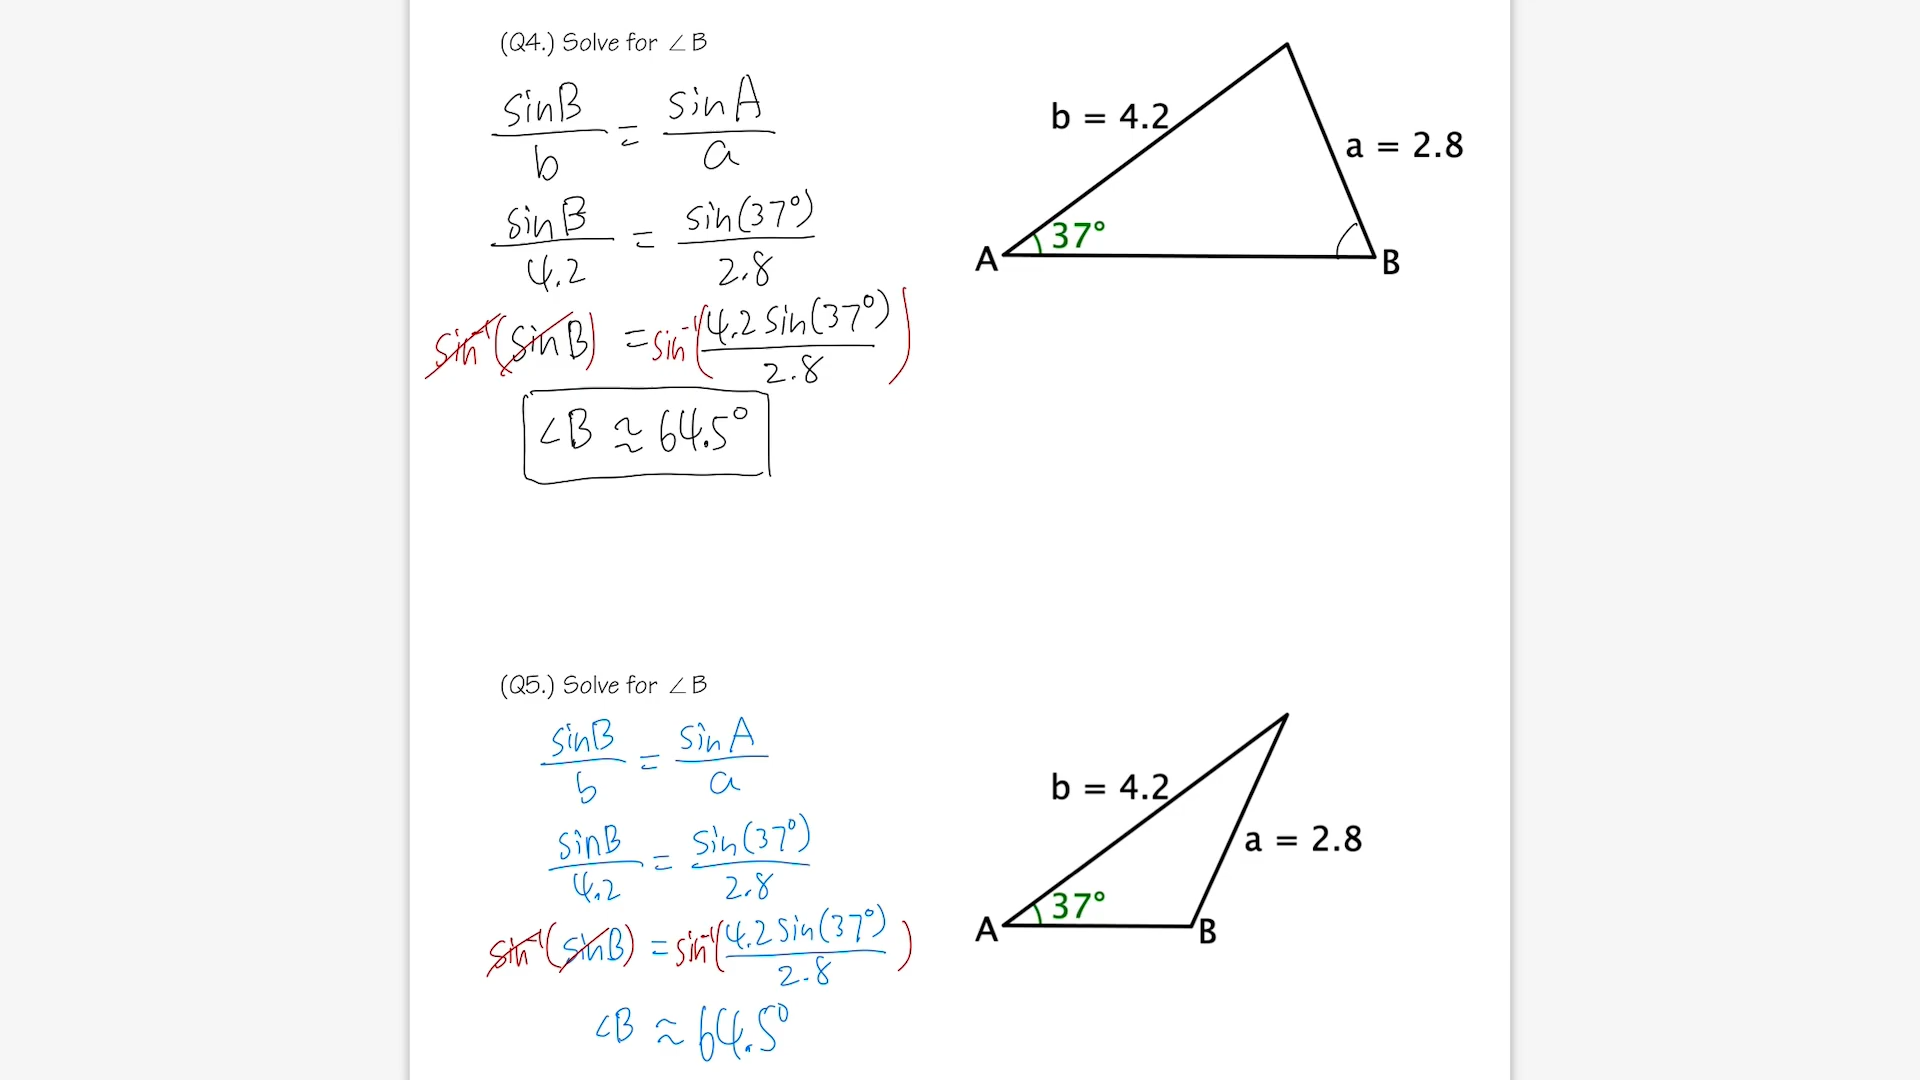 (Q4.) Solve for ∠B
sinB/b = sinA/a
sinB/4.2 = sin(37°)/2.8
sin⁻¹(sinB) = sin⁻¹(4.2 sin(37°)/2.8)
∠B ≈ 64.5°
b = 4.2
a = 2.8
37°
A
B
(Q5.) Solve for ∠B
sinB/b = sinA/a
sinB/4.2 = sin(37°)/2.8
sin⁻¹(sinB) = sin⁻¹(4.2 sin(37°)/2.8)
∠B ≈ 64.5°
b = 4.2
a = 2.8
37°
A
B